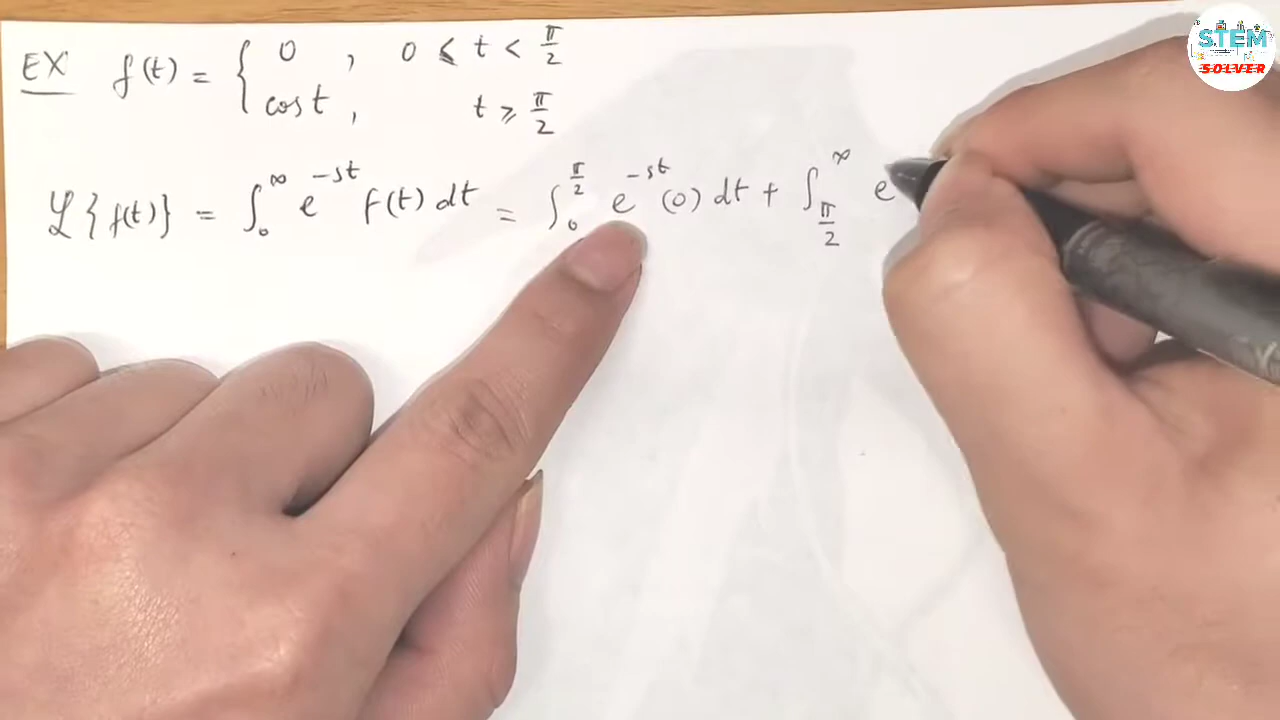 EX f(t) = { 0 , 0 < t < π/2
cos t , t ≥ π/2
ℒ{f(t)} = ∫₀^∞ e^(-st) f(t) dt = ∫₀^(π/2) e^(-st) (0) dt + ∫_(π/2)^∞ e
STEM
SOLVER